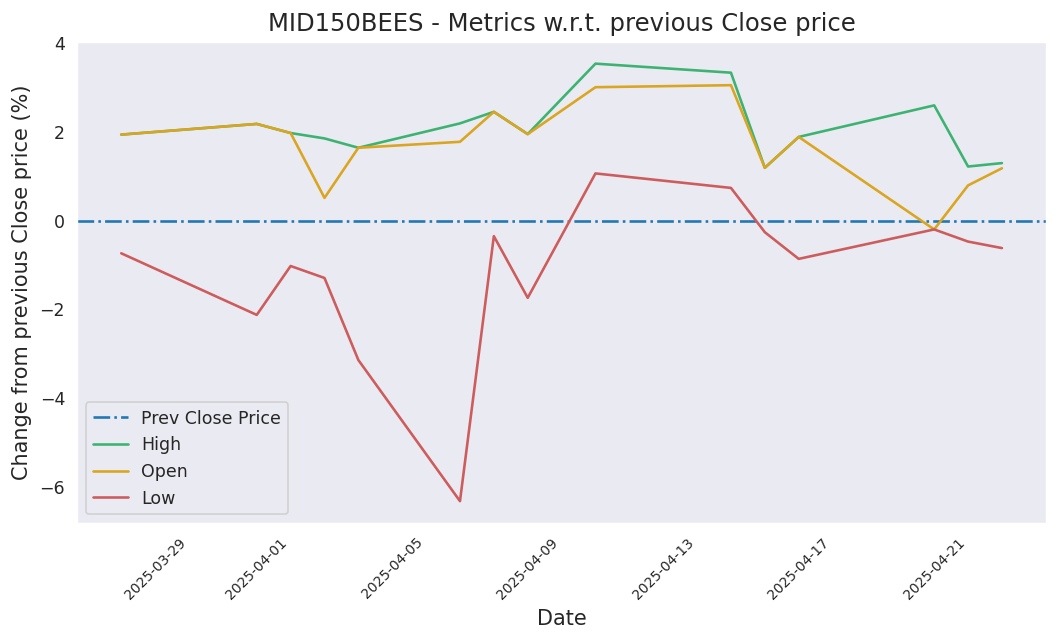 MID150BEES - Metrics w.r.t. previous Close price
Change from previous Close price (%)
4
2
0
−2
−4
−6
Prev Close Price
High
Open
Low
2025-03-29
2025-04-01
2025-04-05
2025-04-09
2025-04-13
2025-04-17
2025-04-21
Date